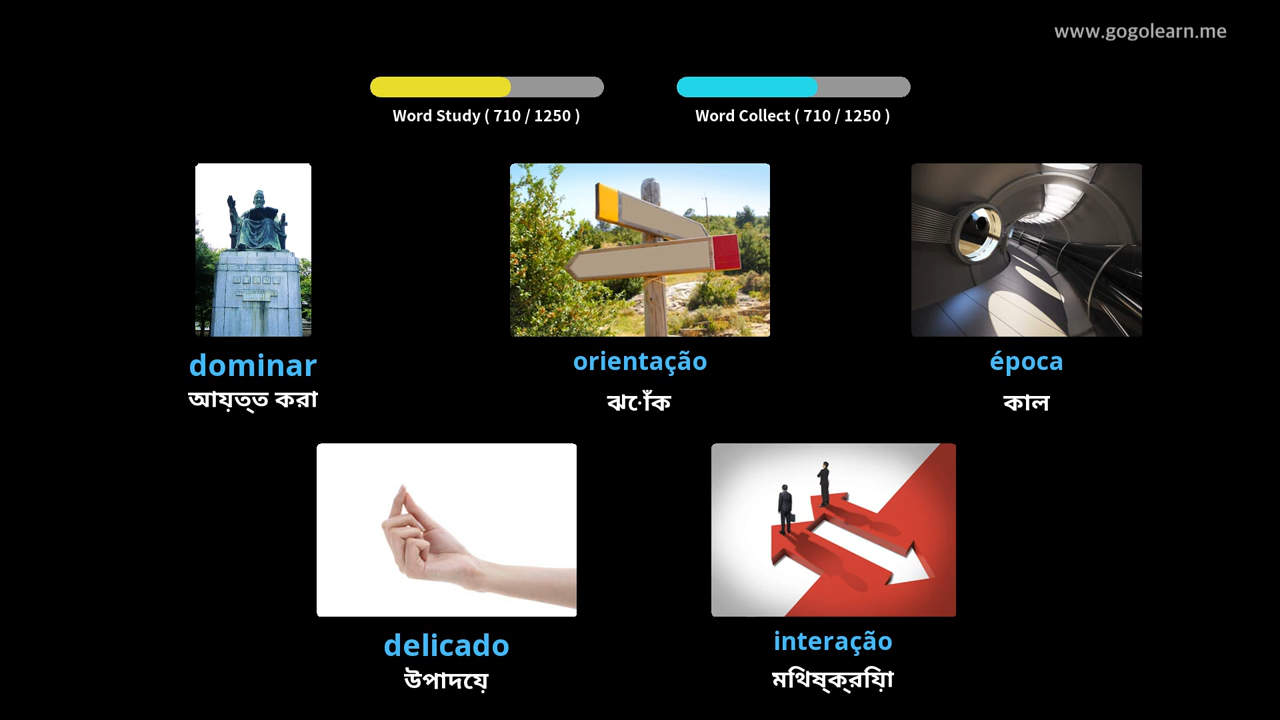 www.gogolearn.me
Word Study ( 710 / 1250 )
Word Collect ( 710 / 1250 )
dominar
আয়ত্ত করা
orientação
ঝোঁক
época
কাল
delicado
উপাদেয়
interação
মিথষ্ক্রিয়া